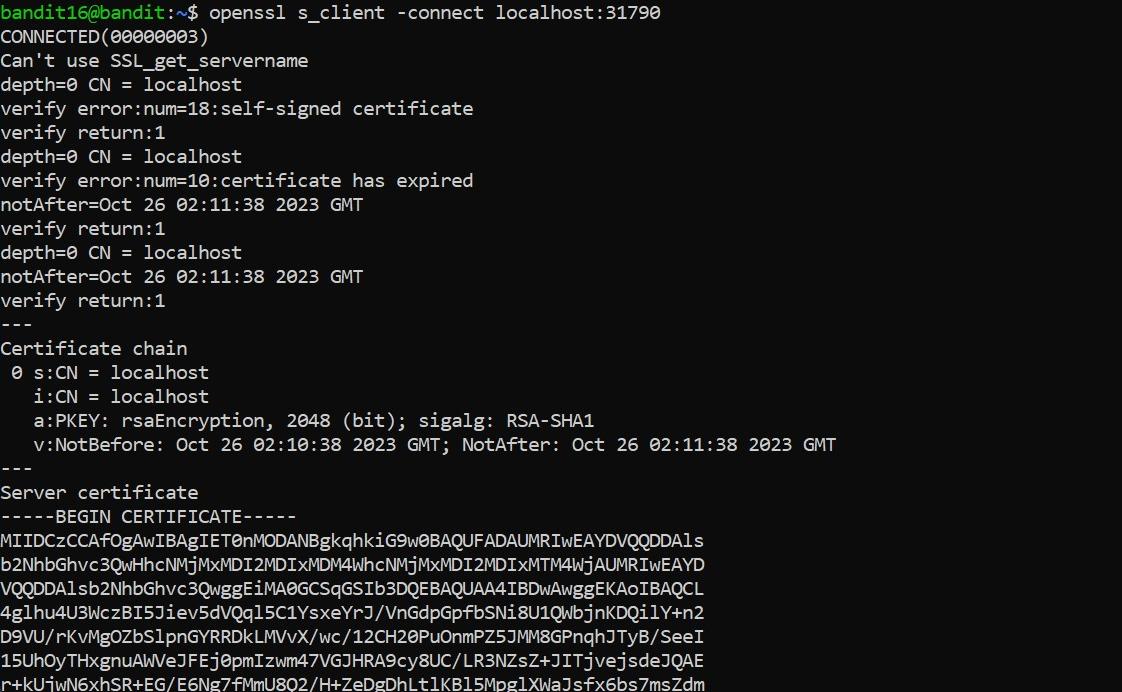 bandit16@bandit:~$ openssl s_client -connect localhost:31790
CONNECTED(00000003)
Can't use SSL_get_servername
depth=0 CN = localhost
verify error:num=18:self-signed certificate
verify return:1
depth=0 CN = localhost
verify error:num=10:certificate has expired
notAfter=Oct 26 02:11:38 2023 GMT
verify return:1
depth=0 CN = localhost
notAfter=Oct 26 02:11:38 2023 GMT
verify return:1
---
Certificate chain
 0 s:CN = localhost
   i:CN = localhost
   a:PKEY: rsaEncryption, 2048 (bit); sigalg: RSA-SHA1
   v:NotBefore: Oct 26 02:10:38 2023 GMT; NotAfter: Oct 26 02:11:38 2023 GMT
---
Server certificate
-----BEGIN CERTIFICATE-----
MIIDCzCCAfOgAwIBAgIET0nMODANBgkqhkiG9w0BAQUFADAUMRIwEAYDVQQDDAls
b2NhbGhvc3QwHhcNMjMxMDI2MDIxMDM4WhcNMjMxMDI2MDIxMTM4WjAUMRIwEAYD
VQQDDAlsb2NhbGhvc3QwggEiMA0GCSqGSIb3DQEBAQUAA4IBDwAwggEKAoIBAQCL
4glhu4U3WczBI5Jiev5dVQql5C1YsxeYrJ/VnGdpGpfbSNi8U1QWbjnKDQilY+n2
D9VU/rKvMgOZbSlpnGYRRDkLMVvX/wc/12CH20PuOnmPZ5JMM8GPnqhJTyB/SeeI
15UhOyTHxgnuAWVeJFEj0pmIzwm47VGJHRA9cy8UC/LR3NZsZ+JITjvejsdeJQAE
r+kUjwN6xhSR+EG/E6Ng7fMmU8Q2/H+ZeDgDhLtlKBl5MpglXWaJsfx6bs7msZdm